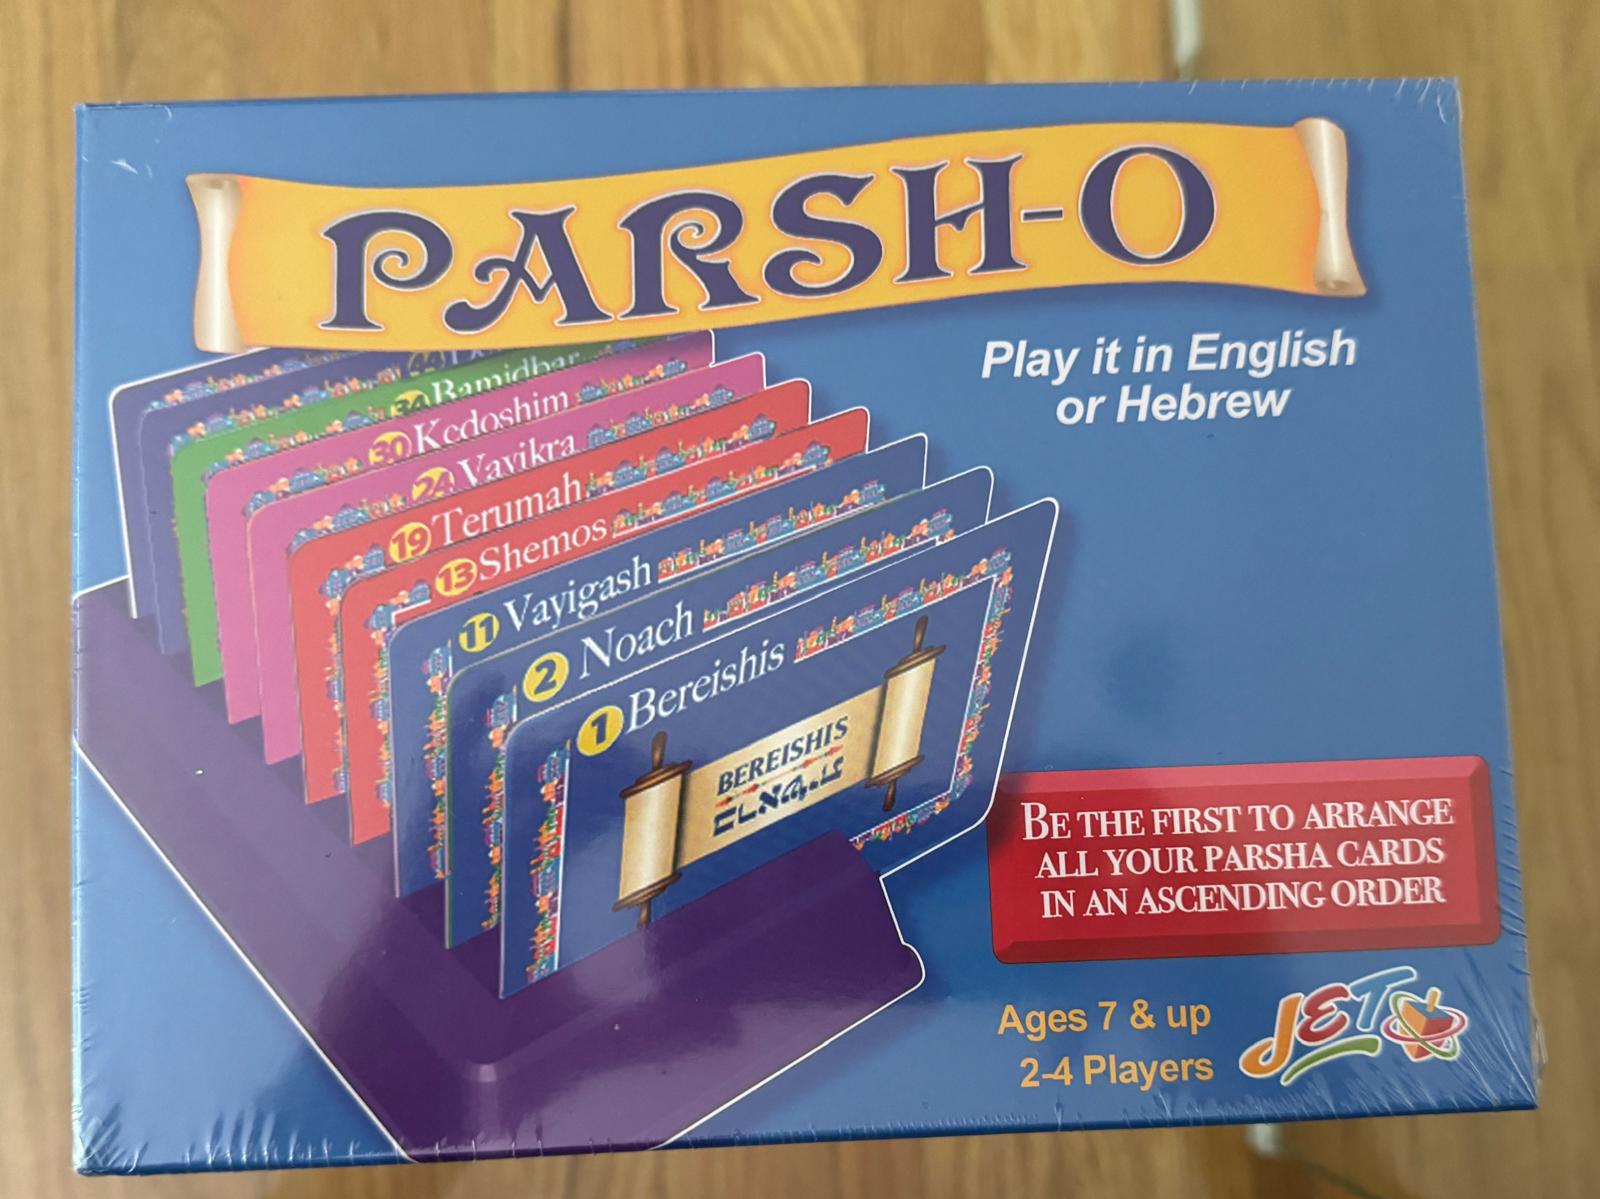 PARSH-O
Play it in English
or Hebrew
34 Bamidbar
30 Kedoshim
24 Vayikra
19 Terumah
13 Shemos
11 Vayigash
2 Noach
1 Bereishis
BEREISHIS
בראשית
BE THE FIRST TO ARRANGE
ALL YOUR PARSHA CARDS
IN AN ASCENDING ORDER
Ages 7 & up
2-4 Players
JET